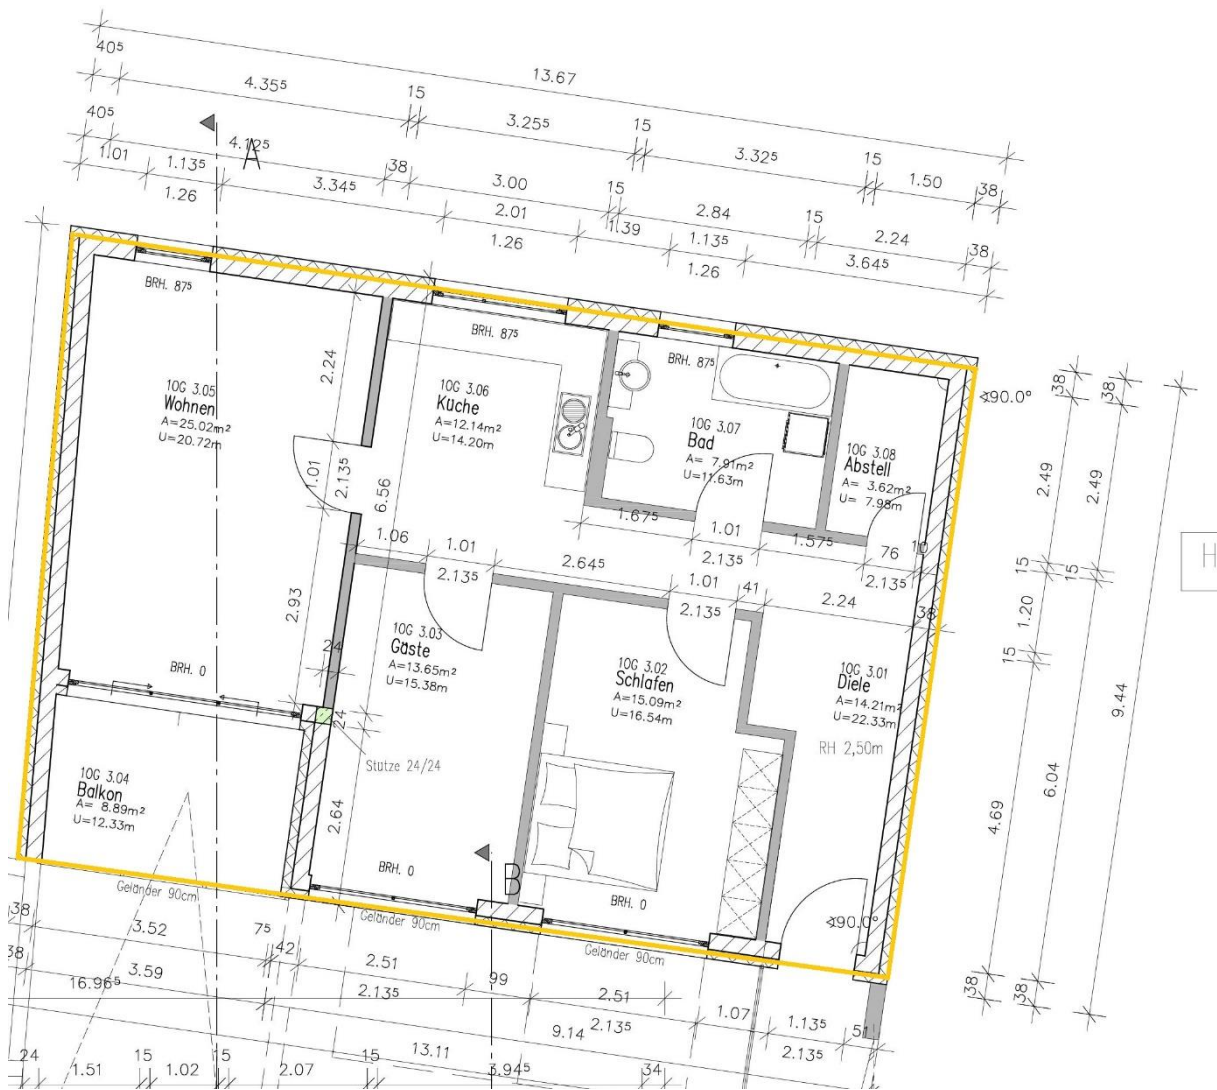 13.67
40⁵
4.35⁵
15
3.25⁵
15
3.32⁵
15
1.50
38
40⁵
4.12⁵
38
3.00
15
2.84
15
2.24
38
A
1.01
1.13⁵
1.26
3.34⁵
2.01
1.26
1.39
1.13⁵
1.26
3.64⁵
BRH. 87⁵
BRH. 87⁵
BRH. 87⁵
10G 3.05
Wohnen
A=25.02m²
U=20.72m
10G 3.06
Küche
A=12.14m²
U=14.20m
10G 3.07
Bad
A= 7.91m²
U=11.63m
10G 3.08
Abstell
A= 3.62m²
U= 7.98m
∢90.0°
38
38
2.24
1.01
2.13⁵
6.56
2.49
2.49
H
1.67⁵
1.01
2.13⁵
1.57⁵
76
2.13⁵
10
1.06
1.01
2.13⁵
2.64⁵
1.01
2.13⁵
41
2.24
38
15
15
1.20
15
2.93
24
24
BRH. 0
10G 3.03
Gäste
A=13.65m²
U=15.38m
10G 3.02
Schlafen
A=15.09m²
U=16.54m
10G 3.01
Diele
A=14.21m²
U=22.33m
RH 2,50m
9.44
6.04
4.69
Stütze 24/24
10G 3.04
Balkon
A= 8.89m²
U=12.33m
2.64
BRH. 0
B
BRH. 0
∢90.0°
Geländer 90cm
Geländer 90cm
Geländer 90cm
38
3.52
75
42
2.51
99
2.51
1.07
1.13⁵
51
2.13⁵
2.13⁵
2.13⁵
38
38
38
3.59
9.14
16.96⁵
13.11
24
1.51
15
1.02
15
2.07
15
3.94⁵
34